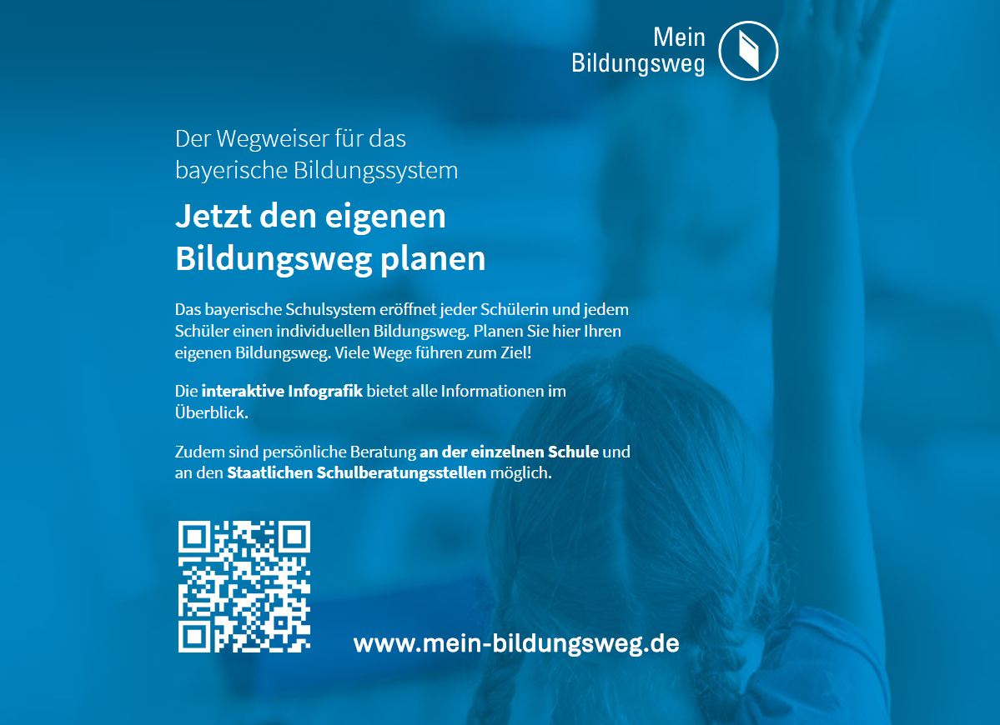 Mein
Bildungsweg
Der Wegweiser für das
bayerische Bildungssystem
Jetzt den eigenen
Bildungsweg planen
Das bayerische Schulsystem eröffnet jeder Schülerin und jedem
Schüler einen individuellen Bildungsweg. Planen Sie hier Ihren
eigenen Bildungsweg. Viele Wege führen zum Ziel!
Die interaktive Infografik bietet alle Informationen im
Überblick.
Zudem sind persönliche Beratung an der einzelnen Schule und
an den Staatlichen Schulberatungsstellen möglich.
www.mein-bildungsweg.de